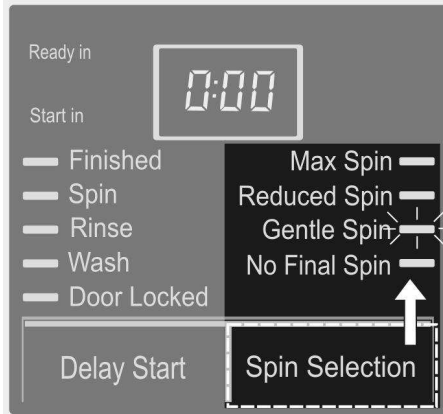 Ready in
0:00
Start in
Finished
Spin
Rinse
Wash
Door Locked
Max Spin
Reduced Spin
Gentle Spin
No Final Spin
Delay Start
Spin Selection